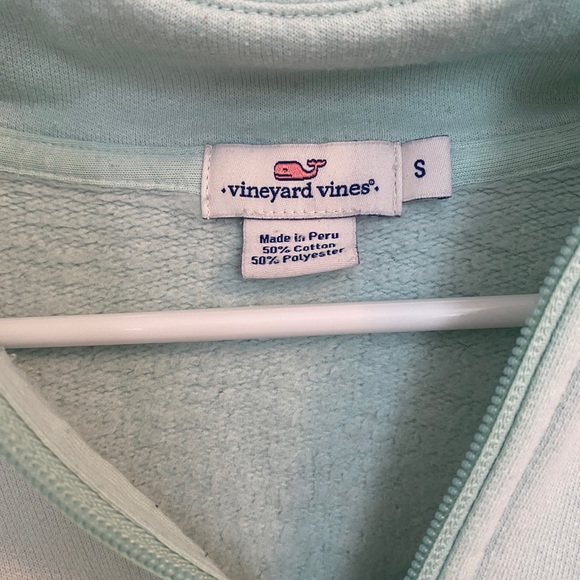 ·vineyard vines®·
S
Made in Peru
50% Cotton
50% Polyester